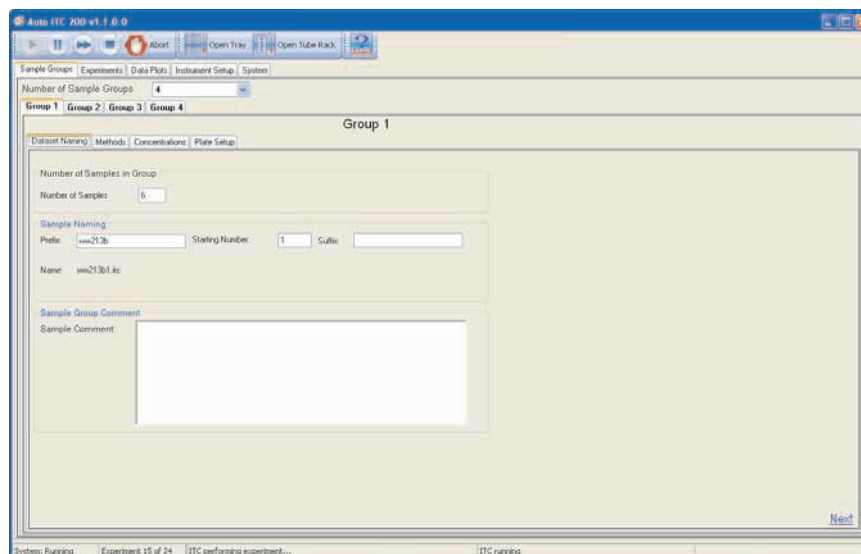 Auto ITC 200 v1.1.0.0
Abort Open Tray Open Tube Rack
Sample Groups Experiments Data Plots Instrument Setup System
Number of Sample Groups 4
Group 1 Group 2 Group 3 Group 4
Group 1
Dataset Naming Methods Concentrations Plate Setup
Number of Samples in Group
Number of Samples 6
Sample Naming
Prefix: ww213b Starting Number: 1 Suffix:
Name: ww213b1.itc
Sample Group Comment
Sample Comment
Next
System: Running Experiment 15 of 24 ITC performing experiment... ITC running